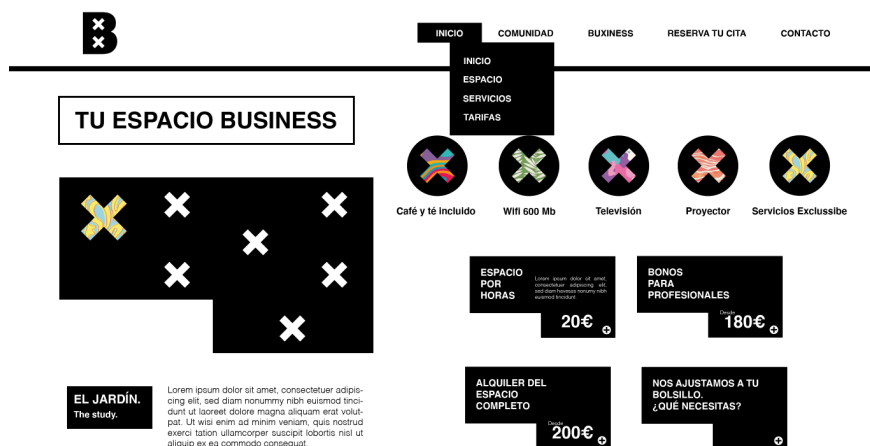 B
INICIO COMUNIDAD BUXINESS RESERVA TU CITA CONTACTO
INICIO
ESPACIO
SERVICIOS
TARIFAS
TU ESPACIO BUSINESS
Café y té incluido Wifi 600 Mb Televisión Proyector Servicios Exclussibe
ESPACIO
POR
HORAS
Lorem ipsum dolor sit amet,
consectetuer adipiscing elit,
sed diam havesss nonumy nibh
euismod tincidunt.
20€
BONOS
PARA
PROFESIONALES
Desde
180€
EL JARDÍN.
The study.
Lorem ipsum dolor sit amet, consectetuer adipis-
cing elit, sed diam nonummy nibh euismod tinci-
dunt ut laoreet dolore magna aliquam erat volut-
pat. Ut wisi enim ad minim veniam, quis nostrud
exerci tation ullamcorper suscipit lobortis nisl ut
aliquip ex ea commodo consequat.
ALQUILER DEL
ESPACIO
COMPLETO
Desde
200€
NOS AJUSTAMOS A TU
BOLSILLO.
¿QUÉ NECESITAS?